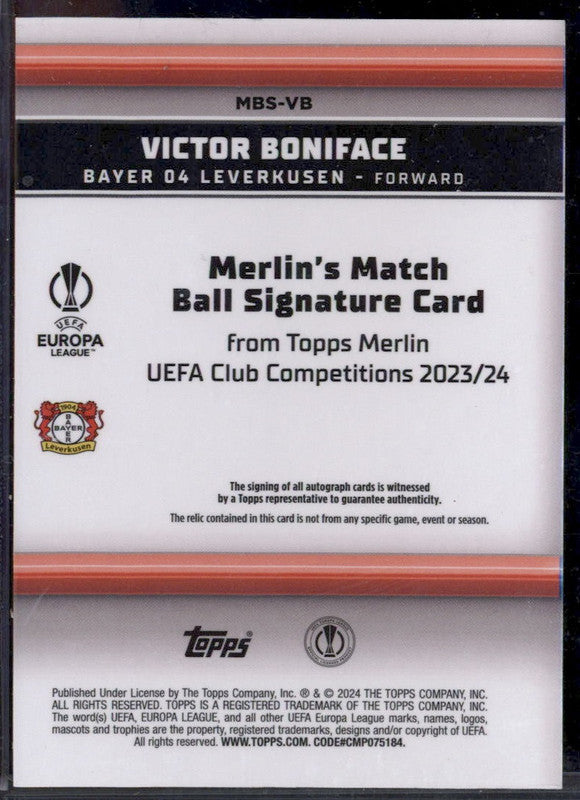 MBS-VB
VICTOR BONIFACE
BAYER 04 LEVERKUSEN - FORWARD
Merlin's Match
Ball Signature Card
from Topps Merlin
UEFA Club Competitions 2023/24
UEFA
EUROPA
LEAGUE™
1904
BAYER
BAYER
Leverkusen
The signing of all autograph cards is witnessed
by a Topps representative to guarantee authenticity.
The relic contained in this card is not from any specific game, event or season.
topps®
Published Under License by The Topps Company, Inc. ® & © 2024 THE TOPPS COMPANY, INC.
ALL RIGHTS RESERVED. TOPPS IS A REGISTERED TRADEMARK OF THE TOPPS COMPANY, INC.
The word(s) UEFA, EUROPA LEAGUE, and all other UEFA Europa League marks, names, logos,
mascots and trophies are the property, registered trademarks, designs and/or copyright of UEFA.
All rights reserved. WWW.TOPPS.COM. CODE#CMP075184.